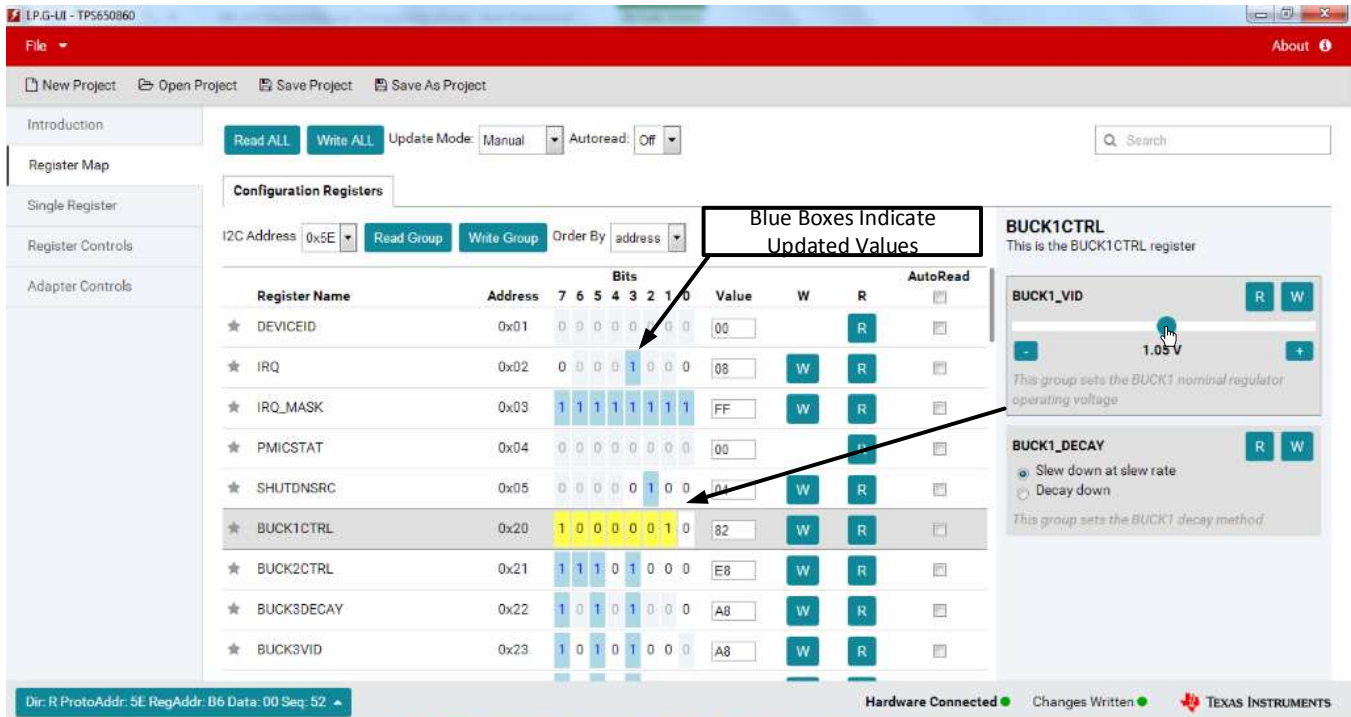 I.P.G-UI - TPS650860
File
About
New Project Open Project Save Project Save As Project
Introduction
Register Map
Single Register
Register Controls
Adapter Controls
Read ALL Write ALL Update Mode: Manual Autoread: Off
Search
Configuration Registers
I2C Address 0x5E Read Group Write Group Order By address
Blue Boxes Indicate
Updated Values
Bits
Register Name Address 7 6 5 4 3 2 1 0 Value W R AutoRead
DEVICEID 0x01 0 0 0 0 0 0 0 0 00 R
IRQ 0x02 0 0 0 0 1 0 0 0 08 W R
IRQ_MASK 0x03 1 1 1 1 1 1 1 1 FF W R
PMICSTAT 0x04 0 0 0 0 0 0 0 0 00 R
SHUTDNSRC 0x05 0 0 0 0 0 1 0 0 04 W R
BUCK1CTRL 0x20 1 0 0 0 0 0 1 0 82 W R
BUCK2CTRL 0x21 1 1 1 0 1 0 0 0 E8 W R
BUCK3DECAY 0x22 1 0 1 0 1 0 0 0 A8 W R
BUCK3VID 0x23 1 0 1 0 1 0 0 0 A8 W R
BUCK1CTRL
This is the BUCK1CTRL register
BUCK1_VID R W
- 1.05 V +
This group sets the BUCK1 nominal regulator
operating voltage
BUCK1_DECAY R W
Slew down at slew rate
Decay down
This group sets the BUCK1 decay method
Dir: R ProtoAddr: 5E RegAddr: B6 Data: 00 Seq: 52
Hardware Connected Changes Written TEXAS INSTRUMENTS